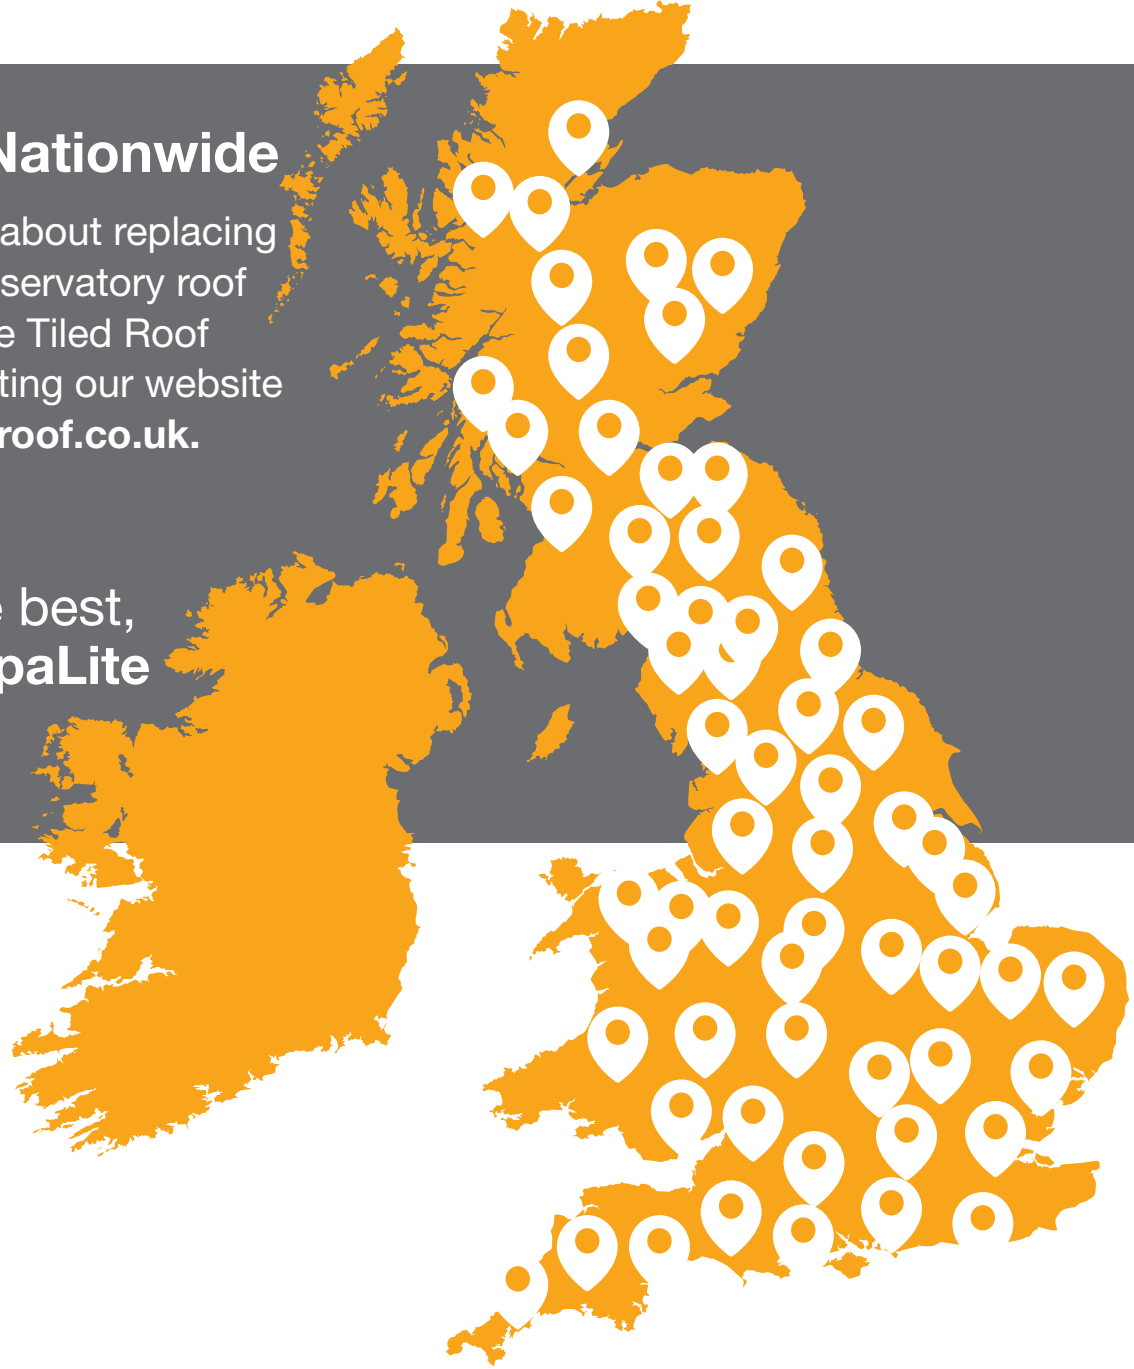 Nationwide
about replacing
servatory roof
e Tiled Roof
ting our website
roof.co.uk.
e best,
paLite